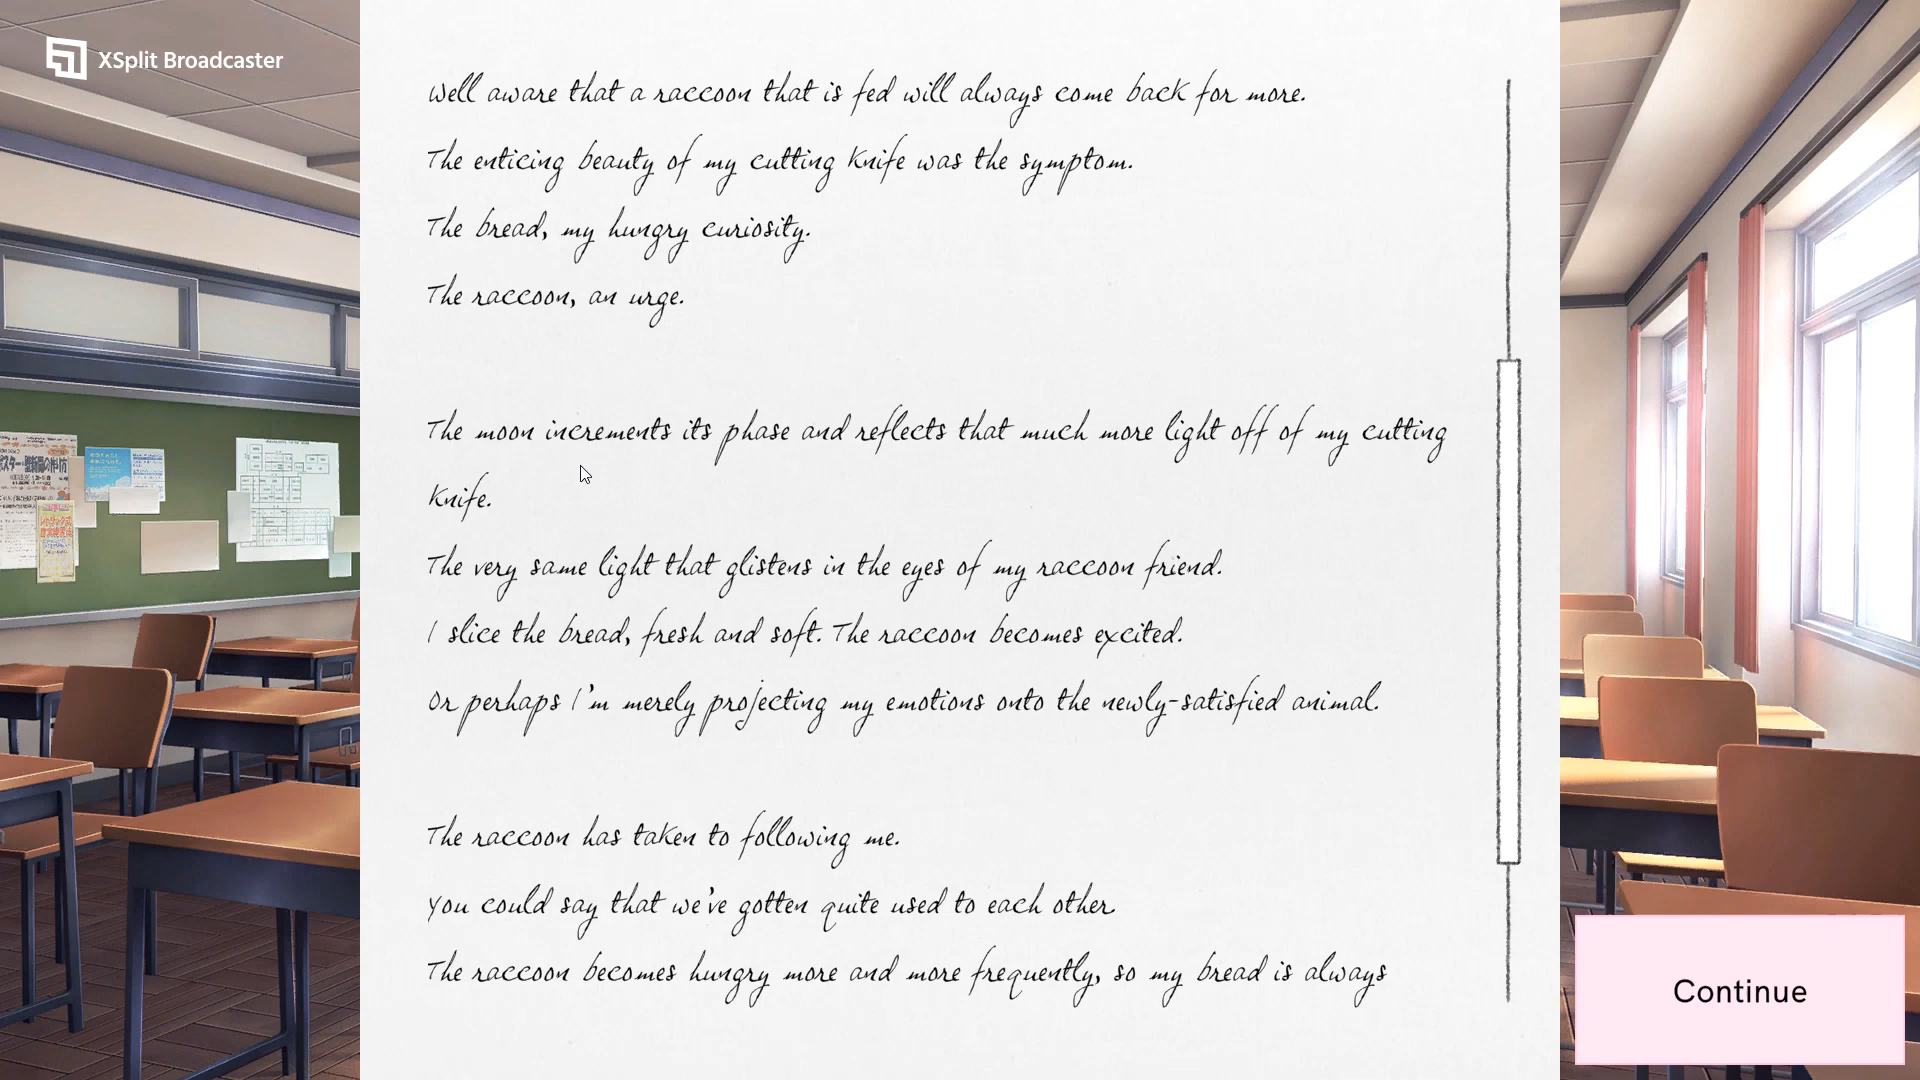 XSplit Broadcaster
Well aware that a raccoon that is fed will always come back for more.
The enticing beauty of my cutting knife was the symptom.
The bread, my hungry curiosity.
The raccoon, an urge.
The moon increments its phase and reflects that much more light off of my cutting
knife.
The very same light that glistens in the eyes of my raccoon friend.
I slice the bread, fresh and soft. The raccoon becomes excited.
Or perhaps I'm merely projecting my emotions onto the newly-satisfied animal.
The raccoon has taken to following me.
You could say that we've gotten quite used to each other.
The raccoon becomes hungry more and more frequently, so my bread is always
Continue